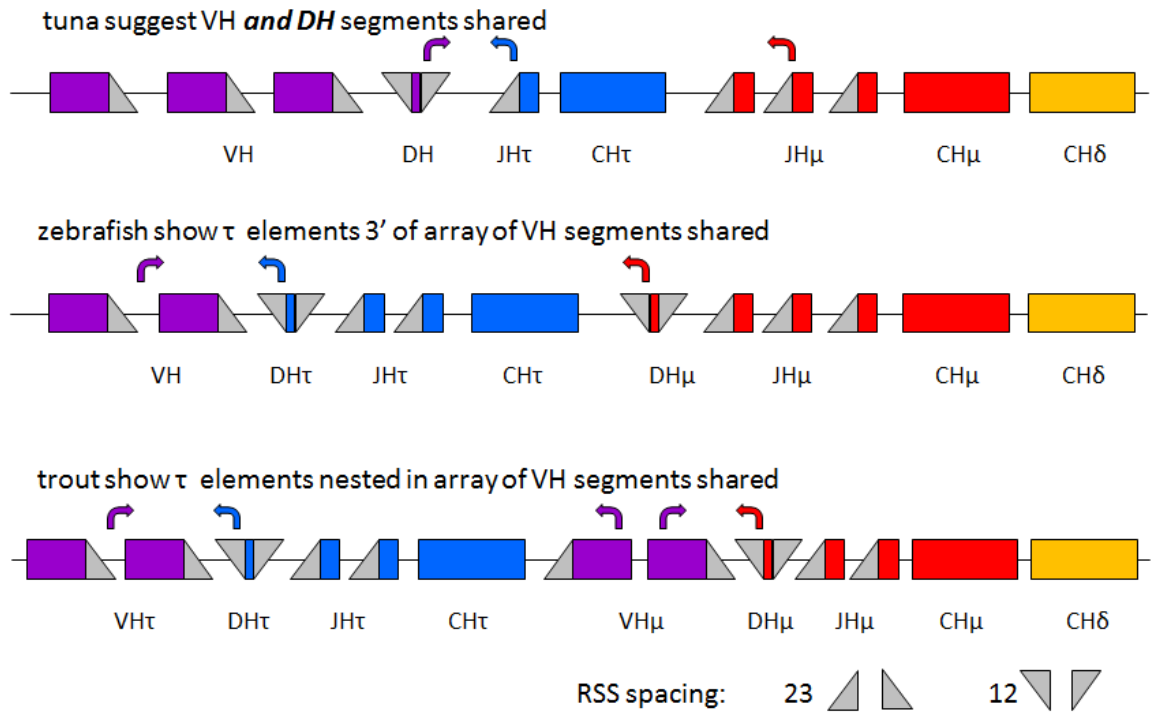 tuna suggest VH and DH segments shared
VH DH JHτ CHτ JHμ CHμ CHδ
zebrafish show τ elements 3’ of array of VH segments shared
VH DHτ JHτ CHτ DHμ JHμ CHμ CHδ
trout show τ elements nested in array of VH segments shared
VHτ DHτ JHτ CHτ VHμ DHμ JHμ CHμ CHδ
RSS spacing: 23 12